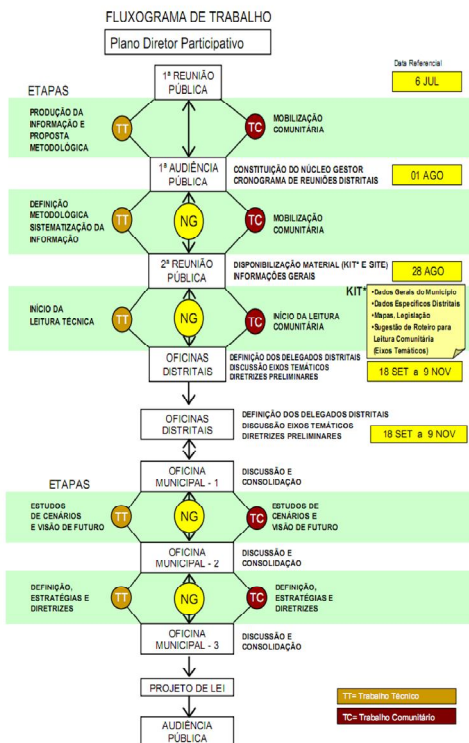 FLUXOGRAMA DE TRABALHO
Plano Diretor Participativo
Data Referencial
1ª REUNIÃO
PÚBLICA
6 JUL
ETAPAS
PRODUÇÃO DA
INFORMAÇÃO E
PROPOSTA
METODOLÓGICA
TT
TC
MOBILIZAÇÃO
COMUNITÁRIA
1ª AUDIÊNCIA
PÚBLICA
CONSTITUIÇÃO DO NÚCLEO GESTOR
CRONOGRAMA DE REUNIÕES DISTRITAIS
01 AGO
DEFINIÇÃO
METODOLÓGICA
SISTEMATIZAÇÃO DA
INFORMAÇÃO
TT
NG
TC
MOBILIZAÇÃO
COMUNITÁRIA
2ª REUNIÃO
PÚBLICA
DISPONIBILIZAÇÃO MATERIAL (KIT* E SITE)
INFORMAÇÕES GERAIS
28 AGO
INÍCIO DA
LEITURA TÉCNICA
TT
NG
TC
INÍCIO DA LEITURA
COMUNITÁRIA
KIT*
•Dados Gerais do Município
•Dados Específicos Distritais
•Mapas, Legislação
•Sugestão de Roteiro para
Leitura Comunitária
(Eixos Temáticos)
OFICINAS
DISTRITAIS
DEFINIÇÃO DOS DELEGADOS DISTRITAIS
DISCUSSÃO EIXOS TEMÁTICOS
DIRETRIZES PRELIMINARES
18 SET a 9 NOV
OFICINAS
DISTRITAIS
DEFINIÇÃO DOS DELEGADOS DISTRITAIS
DISCUSSÃO EIXOS TEMÁTICOS
DIRETRIZES PRELIMINARES
18 SET a 9 NOV
ETAPAS
OFICINA
MUNICIPAL - 1
DISCUSSÃO E
CONSOLIDAÇÃO
ESTUDOS
DE CENÁRIOS
E VISÃO DE FUTURO
TT
NG
TC
ESTUDOS DE
CENÁRIOS E
VISÃO DE FUTURO
OFICINA
MUNICIPAL - 2
DISCUSSÃO E
CONSOLIDAÇÃO
DEFINIÇÃO,
ESTRATÉGIAS E
DIRETRIZES
TT
NG
TC
DEFINIÇÃO,
ESTRATÉGIAS E
DIRETRIZES
OFICINA
MUNICIPAL - 3
DISCUSSÃO E
CONSOLIDAÇÃO
PROJETO DE LEI
TT= Trabalho Técnico
TC= Trabalho Comunitário
AUDIÊNCIA
PÚBLICA